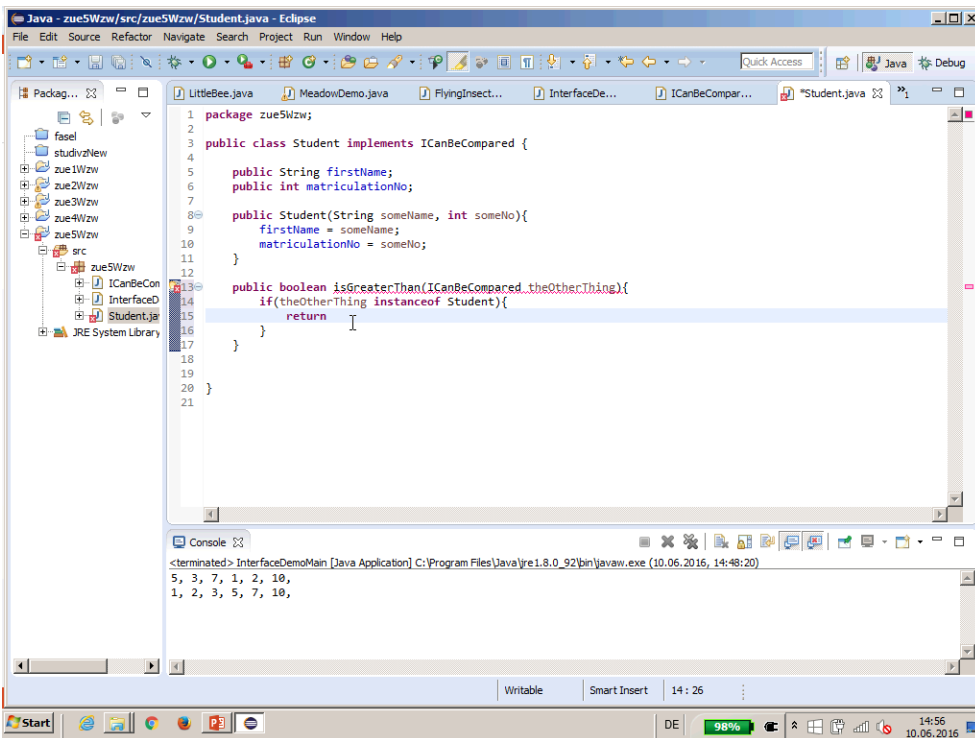 Java - zue5Wzw/src/zue5Wzw/Student.java - Eclipse
File Edit Source Refactor Navigate Search Project Run Window Help
Quick Access Java Debug
Packag...
LittleBee.java MeadowDemo.java FlyingInsect... InterfaceDe... ICanBeCompar... *Student.java »1
fasel
studivzNew
zue1Wzw
zue2Wzw
zue3Wzw
zue4Wzw
zue5Wzw
src
zue5Wzw
ICanBeCon
InterfaceD
Student.ja
JRE System Library
1 package zue5Wzw;
2
3 public class Student implements ICanBeCompared {
4
5 public String firstName;
6 public int matriculationNo;
7
8 public Student(String someName, int someNo){
9 firstName = someName;
10 matriculationNo = someNo;
11 }
12
13 public boolean isGreaterThan(ICanBeCompared theOtherThing){
14 if(theOtherThing instanceof Student){
15 return
16 }
17 }
18
19
20 }
21
Console
<terminated> InterfaceDemoMain [Java Application] C:\Program Files\Java\jre1.8.0_92\bin\javaw.exe (10.06.2016, 14:48:20)
5, 3, 7, 1, 2, 10,
1, 2, 3, 5, 7, 10,
Writable Smart Insert 14 : 26
Start DE 98% 14:56
10.06.2016